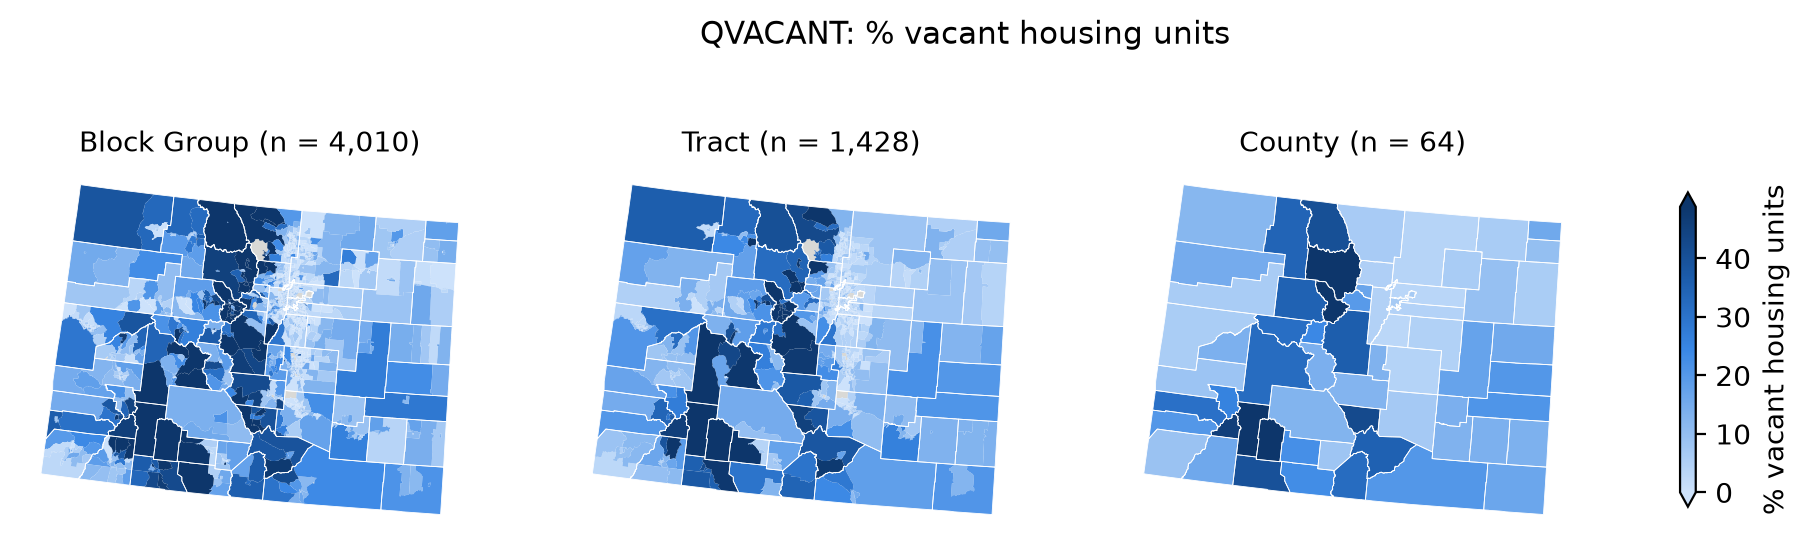 QVACANT: % vacant housing units
Block Group (n = 4,010)
Tract (n = 1,428)
County (n = 64)
40
30
20
10
0
% vacant housing units